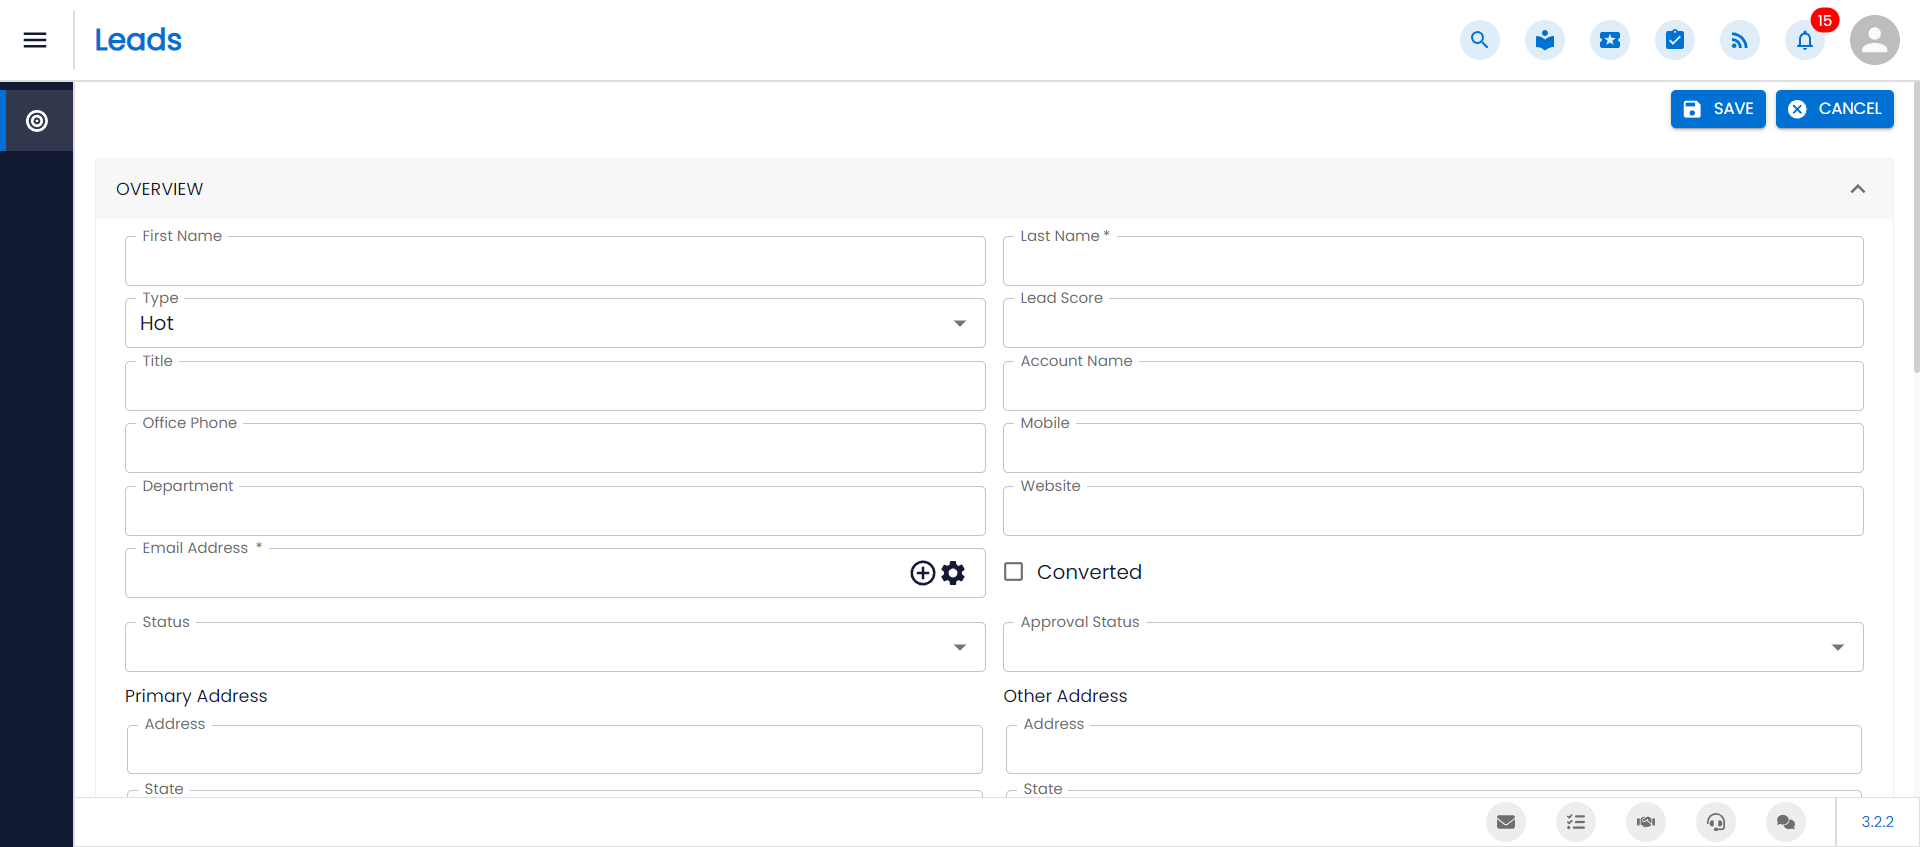 Leads
15
SAVE
CANCEL
OVERVIEW
First Name
Last Name *
Type
Hot
Lead Score
Title
Account Name
Office Phone
Mobile
Department
Website
Email Address *
Converted
Status
Approval Status
Primary Address
Other Address
Address
Address
State
State
3.2.2